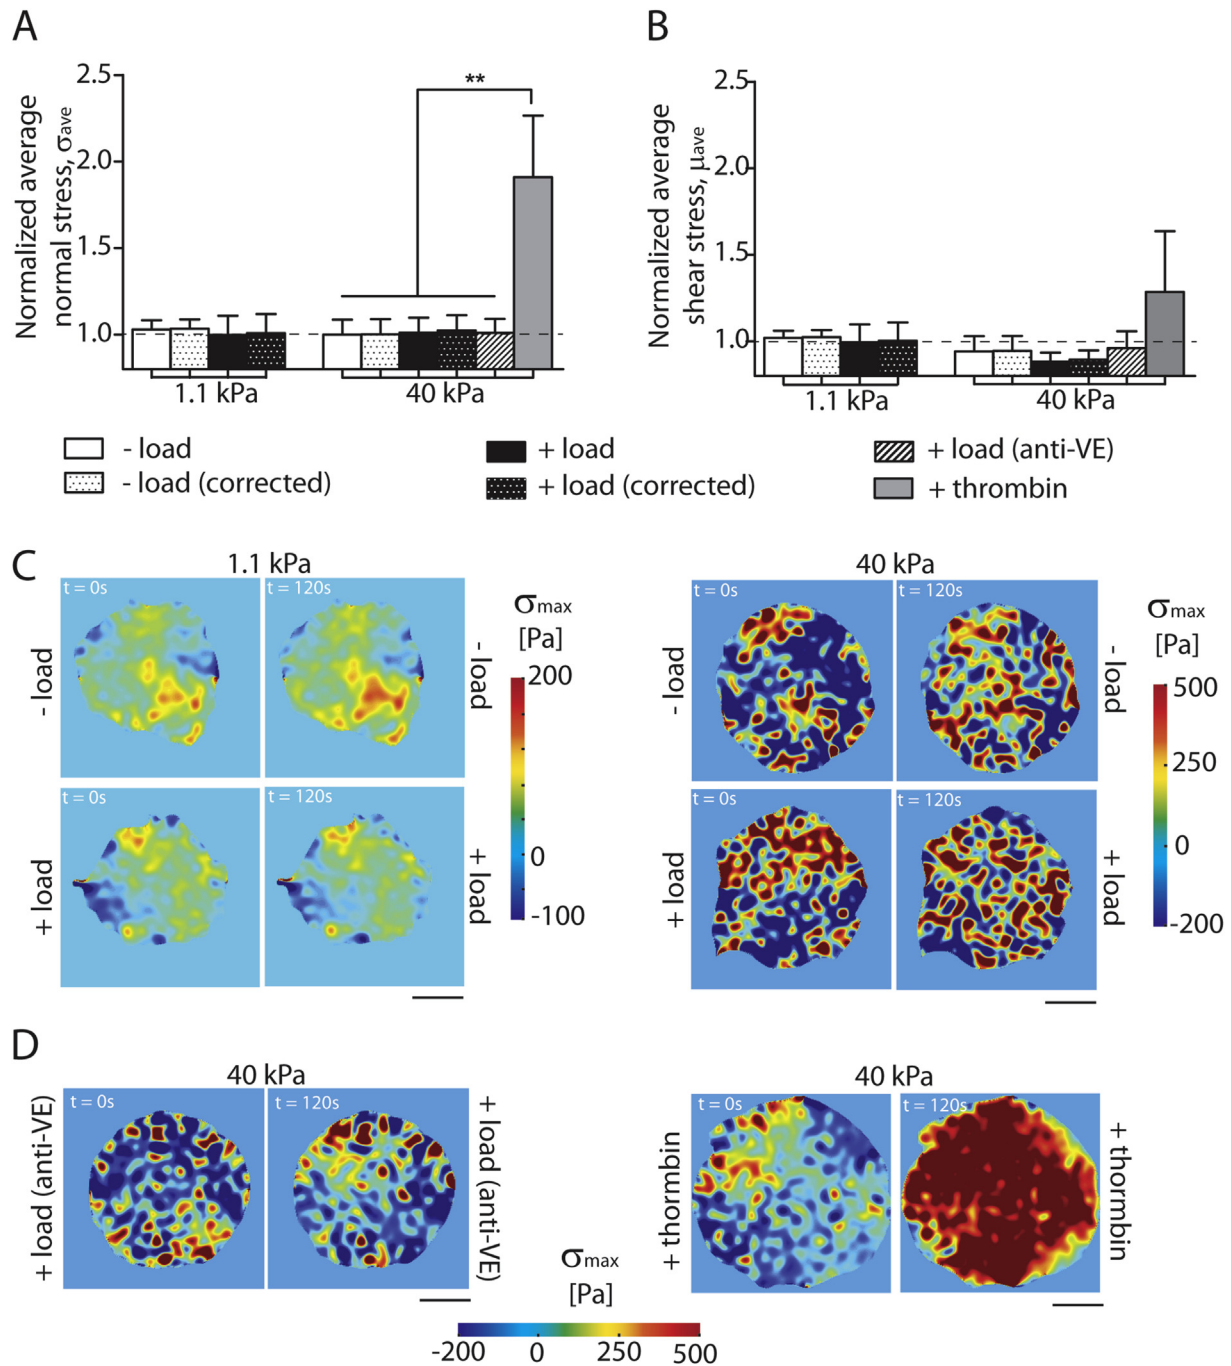 A
B
Normalized average
normal stress, σave
2.5
2.0
1.5
1.0
**
1.1 kPa
40 kPa
Normalized average
shear stress, μave
2.5
2.0
1.5
1.0
1.1 kPa
40 kPa
- load
+ load
+ load (anti-VE)
- load (corrected)
+ load (corrected)
+ thrombin
C
1.1 kPa
40 kPa
t = 0s
t = 120s
- load
- load
σmax
[Pa]
200
0
-100
t = 0s
t = 120s
+ load
+ load
t = 0s
t = 120s
- load
- load
σmax
[Pa]
500
250
0
-200
t = 0s
t = 120s
+ load
+ load
D
40 kPa
40 kPa
t = 0s
t = 120s
+ load (anti-VE)
+ load (anti-VE)
t = 0s
t = 120s
+ thormbin
+ thormbin
σmax
[Pa]
-200
0
250
500